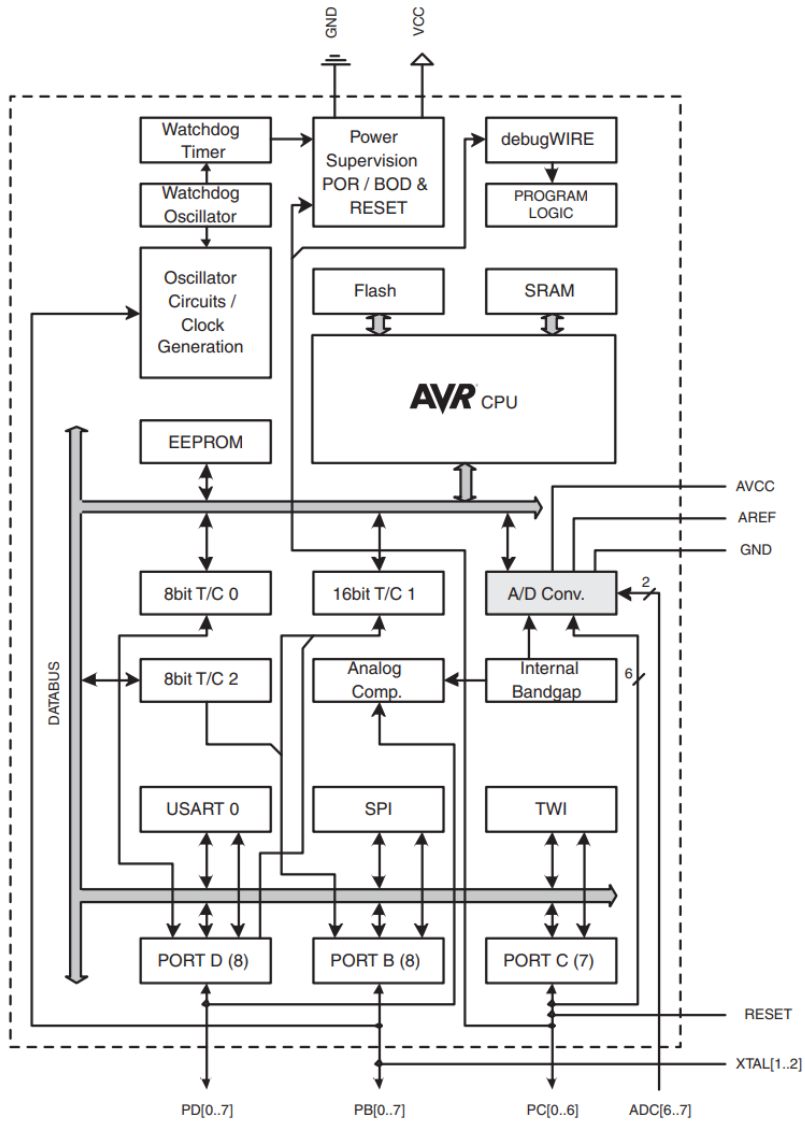 GND
VCC
Watchdog
Timer
Power
Supervision
POR / BOD &
RESET
debugWIRE
Watchdog
Oscillator
PROGRAM
LOGIC
Oscillator
Circuits /
Clock
Generation
Flash
SRAM
AVR CPU
EEPROM
AVCC
AREF
GND
8bit T/C 0
16bit T/C 1
A/D Conv.
2
8bit T/C 2
Analog
Comp.
Internal
Bandgap
6
DATABUS
USART 0
SPI
TWI
PORT D (8)
PORT B (8)
PORT C (7)
RESET
XTAL[1..2]
PD[0..7]
PB[0..7]
PC[0..6]
ADC[6..7]